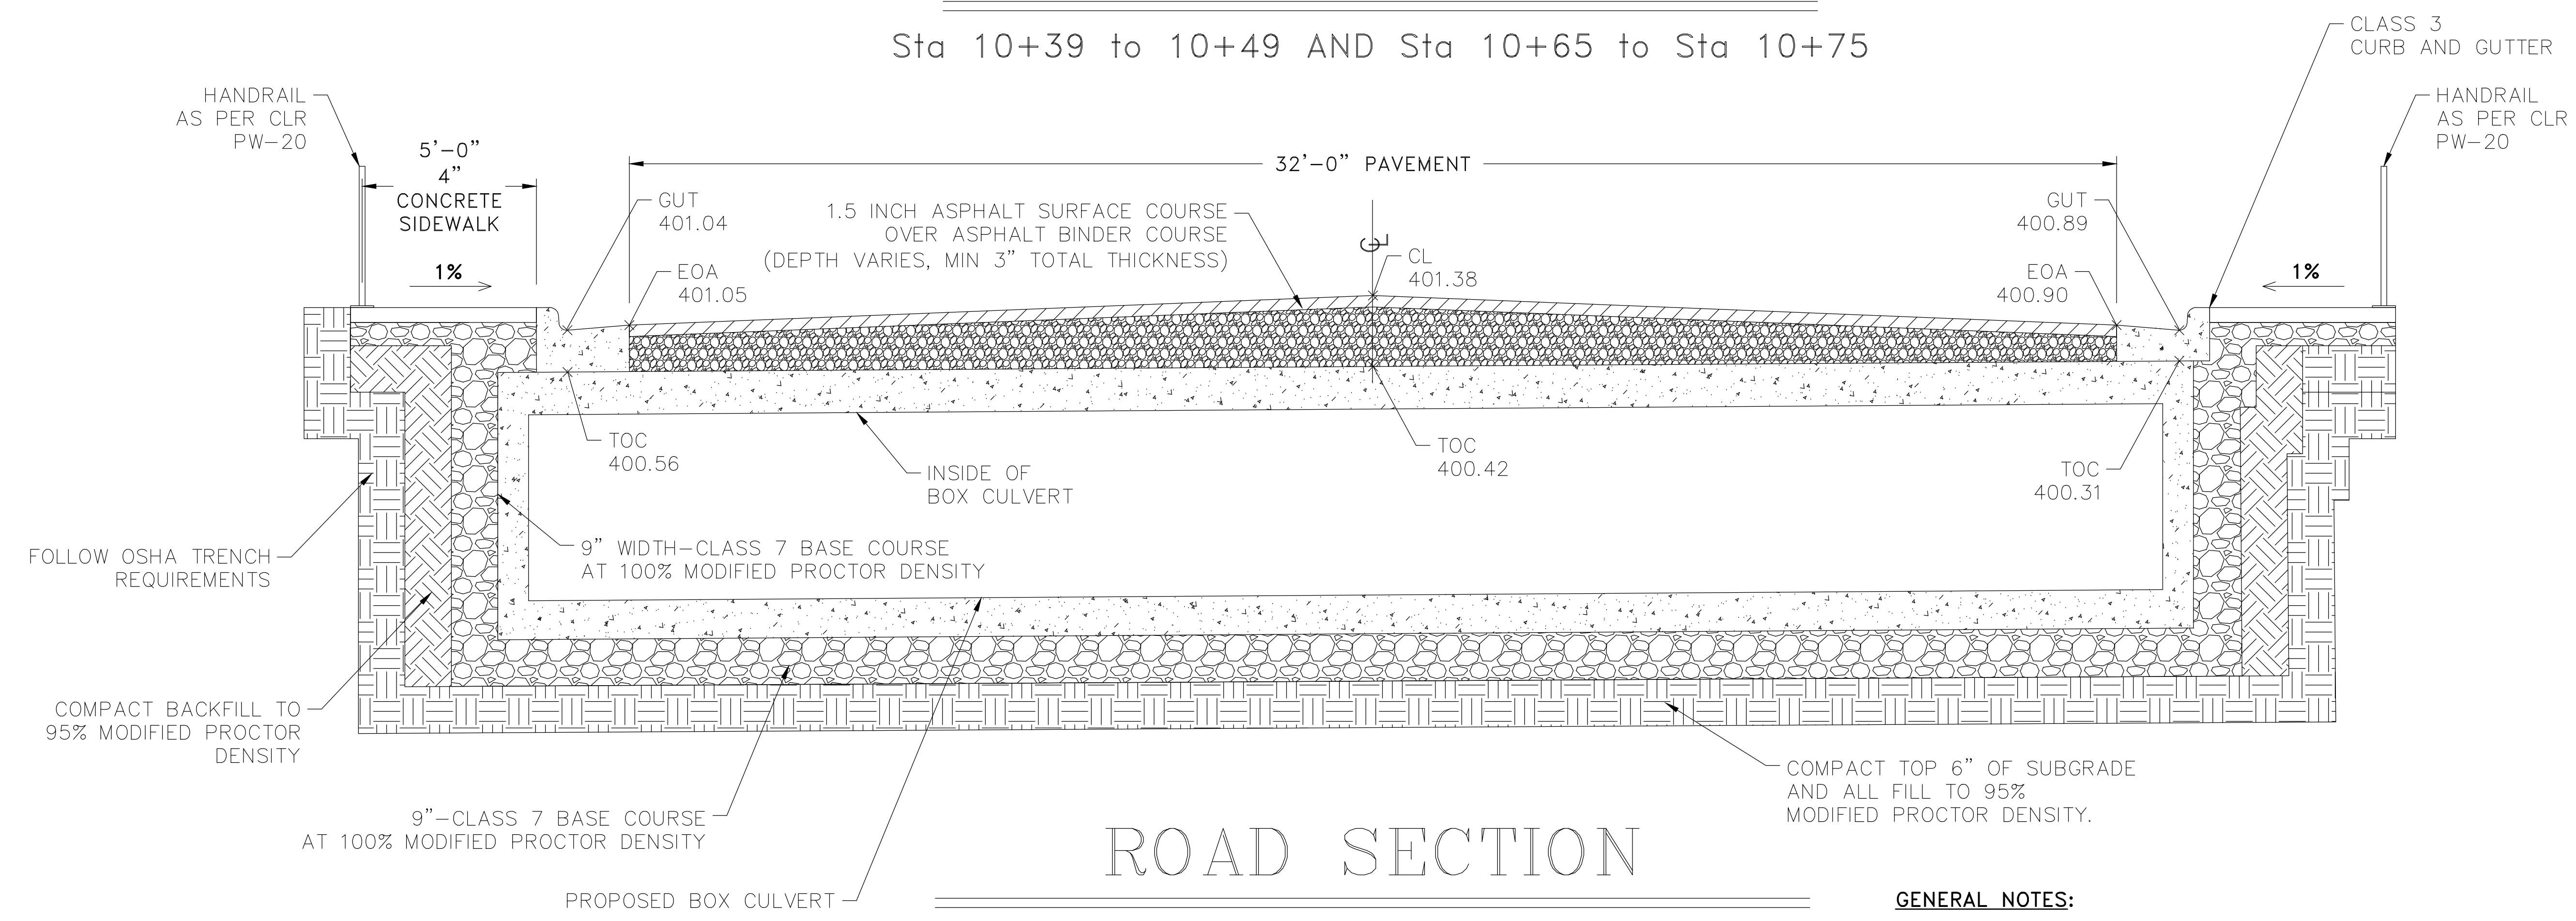 Sta 10+39 to 10+49 AND Sta 10+65 to Sta 10+75
CLASS 3
CURB AND GUTTER
HANDRAIL
AS PER CLR
PW-20
HANDRAIL
AS PER CLR
PW-20
5'-0"
4"
CONCRETE
SIDEWALK
1%
32'-0" PAVEMENT
GUT
401.04
EOA
401.05
1.5 INCH ASPHALT SURFACE COURSE
OVER ASPHALT BINDER COURSE
(DEPTH VARIES, MIN 3" TOTAL THICKNESS)
CL
CL
401.38
GUT
400.89
EOA
400.90
1%
TOC
400.56
INSIDE OF
BOX CULVERT
TOC
400.42
TOC
400.31
9" WIDTH-CLASS 7 BASE COURSE
AT 100% MODIFIED PROCTOR DENSITY
FOLLOW OSHA TRENCH
REQUIREMENTS
COMPACT BACKFILL TO
95% MODIFIED PROCTOR
DENSITY
9"-CLASS 7 BASE COURSE
AT 100% MODIFIED PROCTOR DENSITY
PROPOSED BOX CULVERT
COMPACT TOP 6" OF SUBGRADE
AND ALL FILL TO 95%
MODIFIED PROCTOR DENSITY.
ROAD SECTION
GENERAL NOTES: